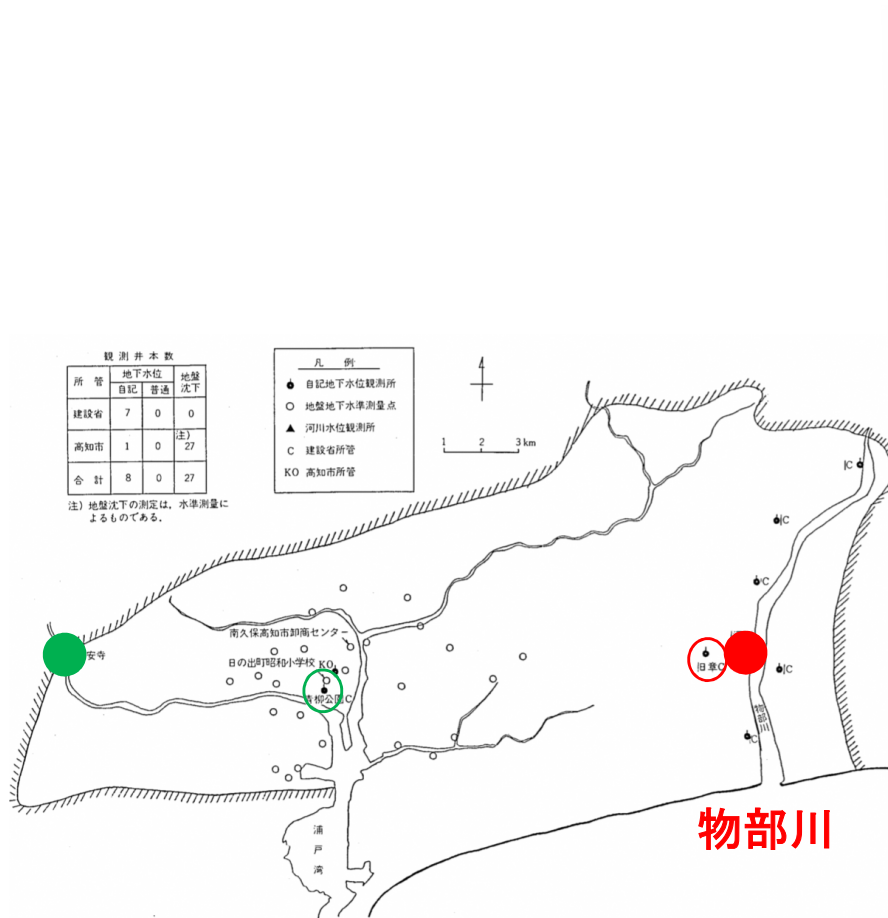 観測井本数
所管 地下水位 地盤沈下
自記 普通
建設省 7 0 0
高知市 1 0 注) 27
合計 8 0 27
注) 地盤沈下の測定は，水準測量に
よるものである．
凡例
自記地下水位観測所
地盤地下水準測量点
河川水位観測所
C 建設省所管
KO 高知市所管
4
1 2 3km
C
C
C
南久保高知市卸商センター
安寺
日の出町昭和小学校 KO
旧章C
C
青柳公園C
物部川
C
物部川
浦戸湾